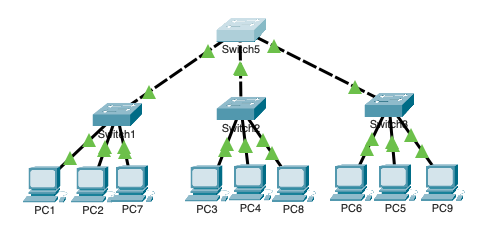 Switch5
Switch1
Switch2
Switch3
PC1
PC2
PC7
PC3
PC4
PC8
PC6
PC5
PC9